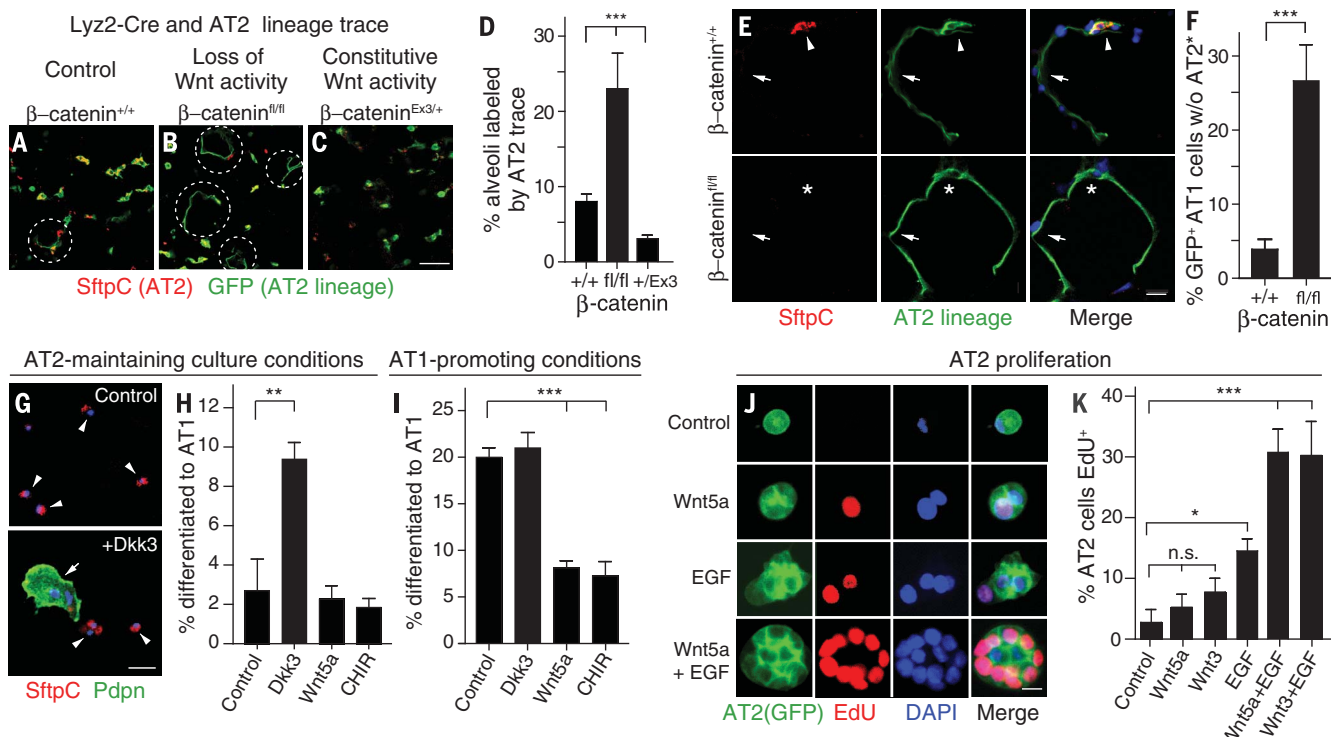 Lyz2-Cre and AT2 lineage trace
Control
Loss of
Wnt activity
Constitutive
Wnt activity
β–catenin+/+
β–cateninfl/fl
β–cateninEx3/+
A
B
C
SftpC (AT2) GFP (AT2 lineage)
D
***
% alveoli labeled
by AT2 trace
30
20
10
0
+/+ fl/fl +/Ex3
β-catenin
E
β–catenin+/+
β–cateninfl/fl
*
*
SftpC
AT2 lineage
Merge
F
***
% GFP+ AT1 cells w/o AT2*
30
20
10
0
+/+
fl/fl
β-catenin
AT2-maintaining culture conditions
G
Control
+Dkk3
SftpC Pdpn
H
**
% differentiated to AT1
12
10
8
6
4
2
0
Control
Dkk3
Wnt5a
CHIR
AT1-promoting conditions
I
***
% differentiated to AT1
25
20
15
10
5
0
Control
Dkk3
Wnt5a
CHIR
AT2 proliferation
J
Control
Wnt5a
EGF
Wnt5a
+ EGF
AT2(GFP) EdU DAPI Merge
K
***
*
n.s.
% AT2 cells EdU+
40
30
20
10
0
Control
Wnt5a
Wnt3
EGF
Wnt5a+EGF
Wnt3+EGF